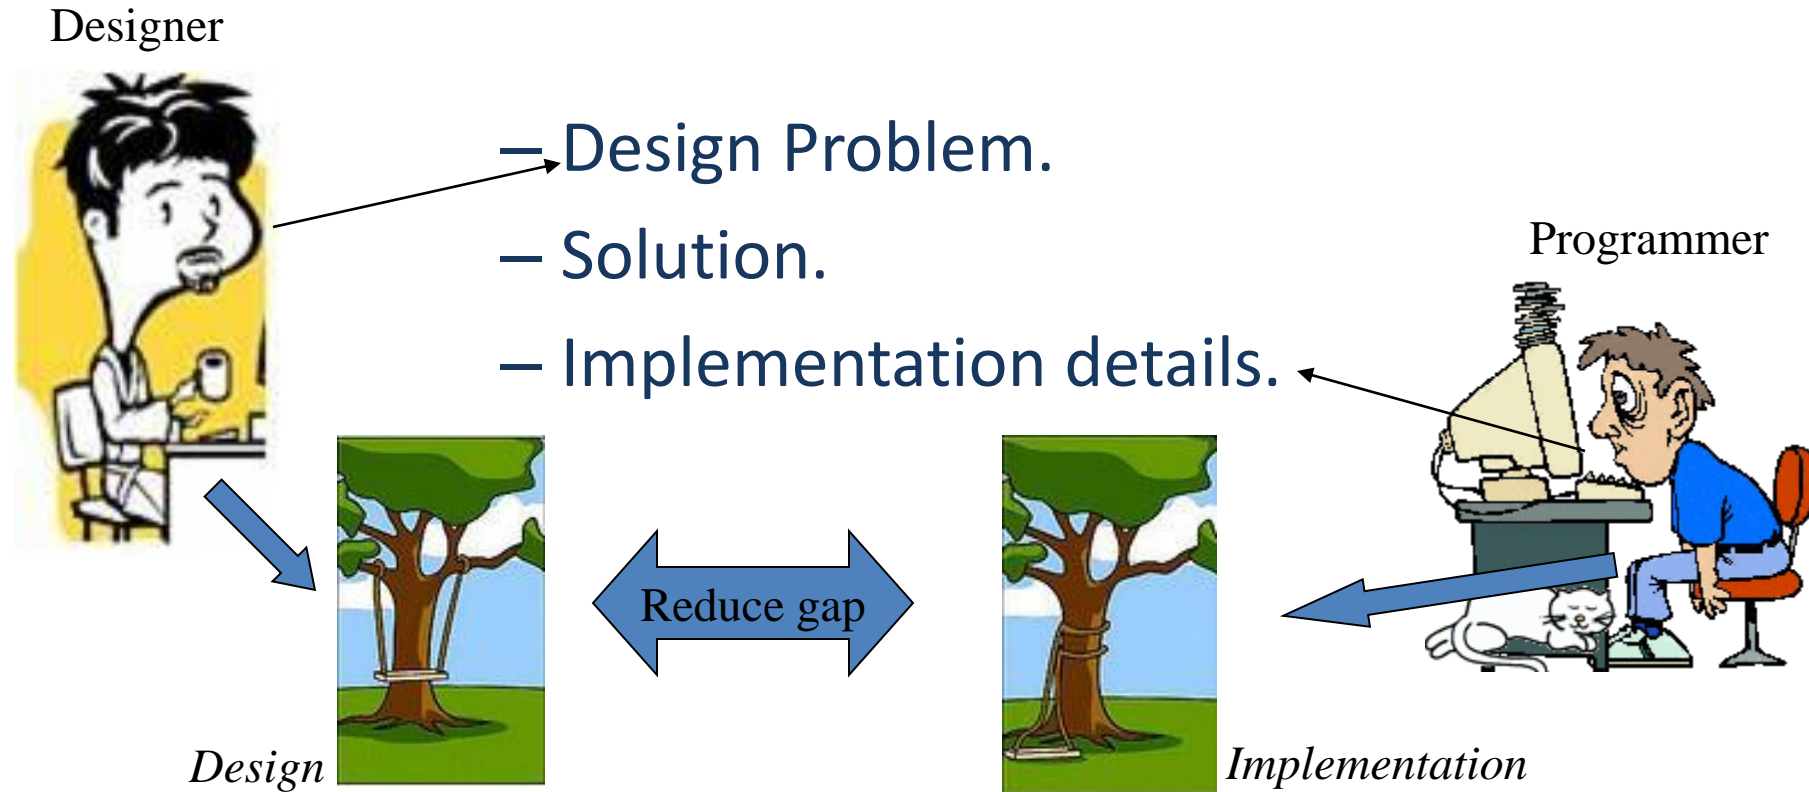 Designer
– Design Problem.
– Solution.
Programmer
– Implementation details.
Reduce gap
Design
Implementation